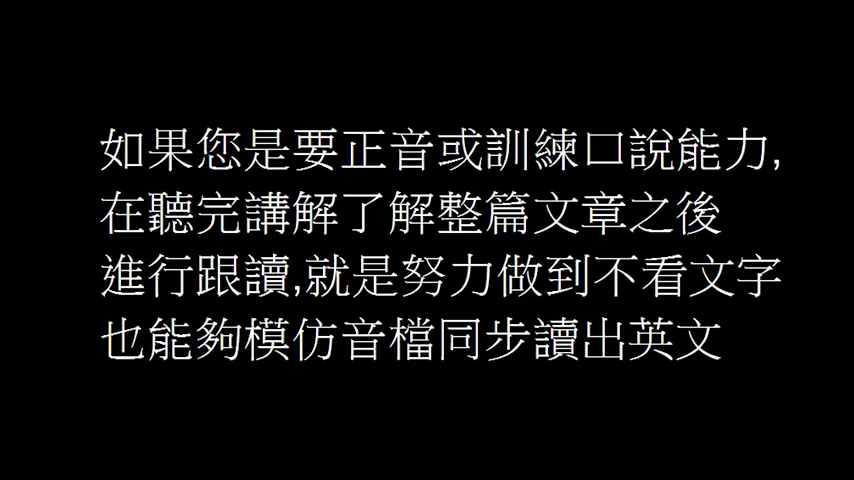 如果您是要正音或訓練口說能力,
在聽完講解了解整篇文章之後
進行跟讀,就是努力做到不看文字
也能夠模仿音檔同步讀出英文